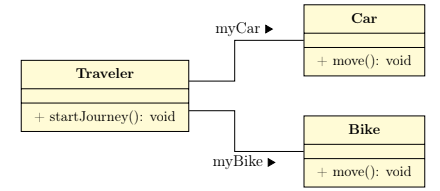 myCar ▶
Car
+ move(): void
Traveler
+ startJourney(): void
myBike ▶
Bike
+ move(): void